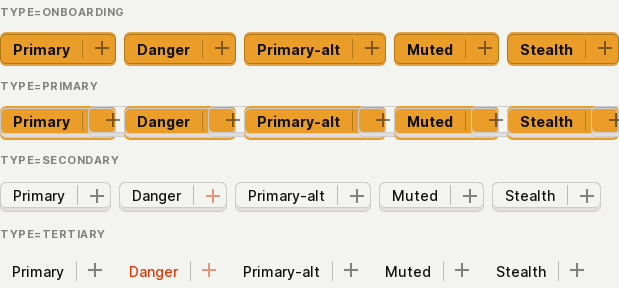 TYPE=ONBOARDING
Primary Danger Primary-alt Muted Stealth
TYPE=PRIMARY
Primary Danger Primary-alt Muted Stealth
TYPE=SECONDARY
Primary Danger Primary-alt Muted Stealth
TYPE=TERTIARY
Primary Danger Primary-alt Muted Stealth